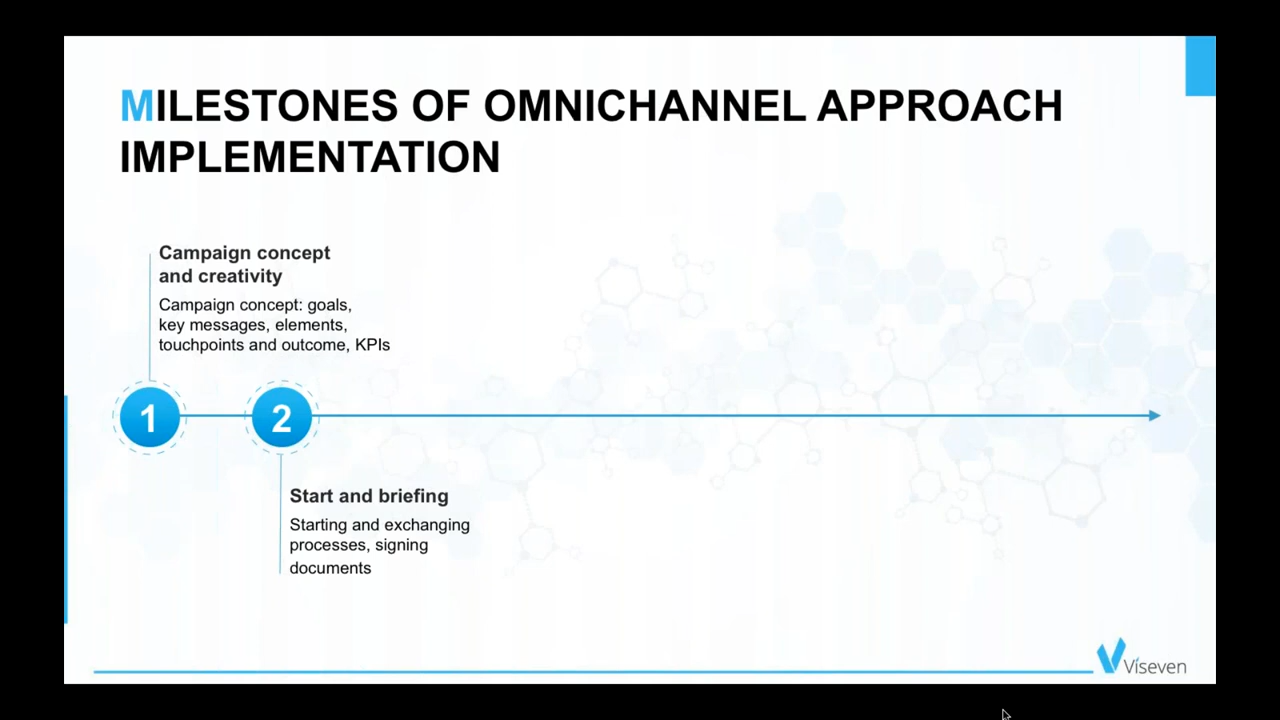 MILESTONES OF OMNICHANNEL APPROACH
IMPLEMENTATION
Campaign concept
and creativity
Campaign concept: goals,
key messages, elements,
touchpoints and outcome, KPIs
1
2
Start and briefing
Starting and exchanging
processes, signing
documents
Viseven